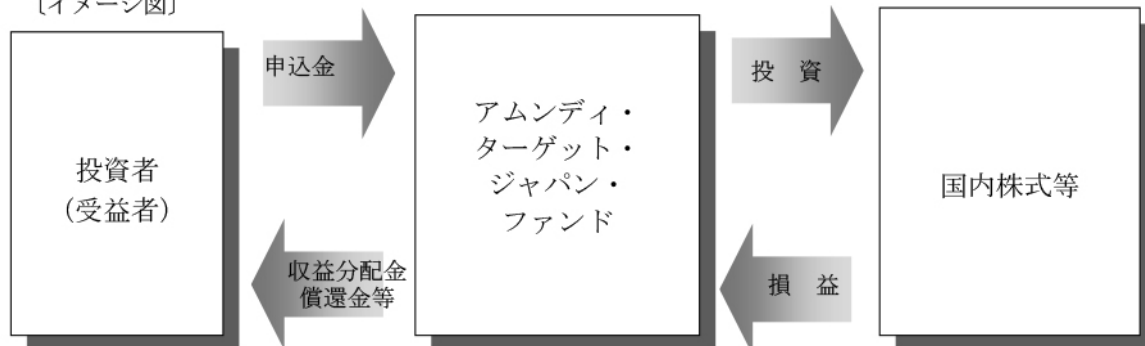 〔イメージ図〕
投資者
（受益者）
申込金
収益分配金
償還金等
アムンディ・
ターゲット・
ジャパン・
ファンド
投　資
損　益
国内株式等